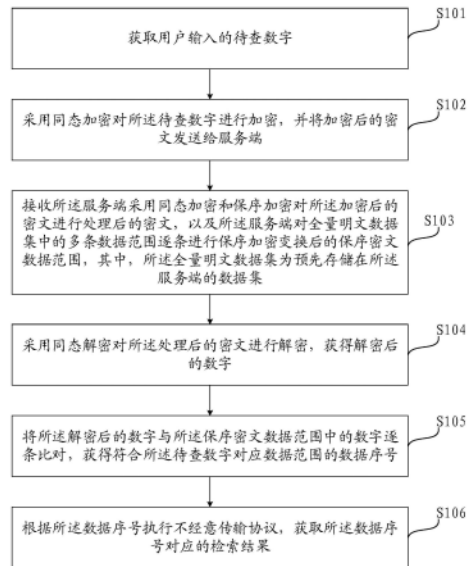 获取用户输入的待查数字
S101
采用同态加密对所述待查数字进行加密，并将加密后的密
文发送给服务端
S102
接收所述服务端采用同态加密和保序加密对所述加密后的
密文进行处理后的密文，以及所述服务端对全量明文数据
集中的多条数据范围逐条进行保序加密变换后的保序密文
数据范围，其中，所述全量明文数据集为预先存储在所述
服务端的数据集
S103
采用同态解密对所述处理后的密文进行解密，获得解密后
的数字
S104
将所述解密后的数字与所述保序密文数据范围中的数字逐
条比对，获得符合所述待查数字对应数据范围的数据序号
S105
根据所述数据序号执行不经意传输协议，获取所述数据序
号对应的检索结果
S106